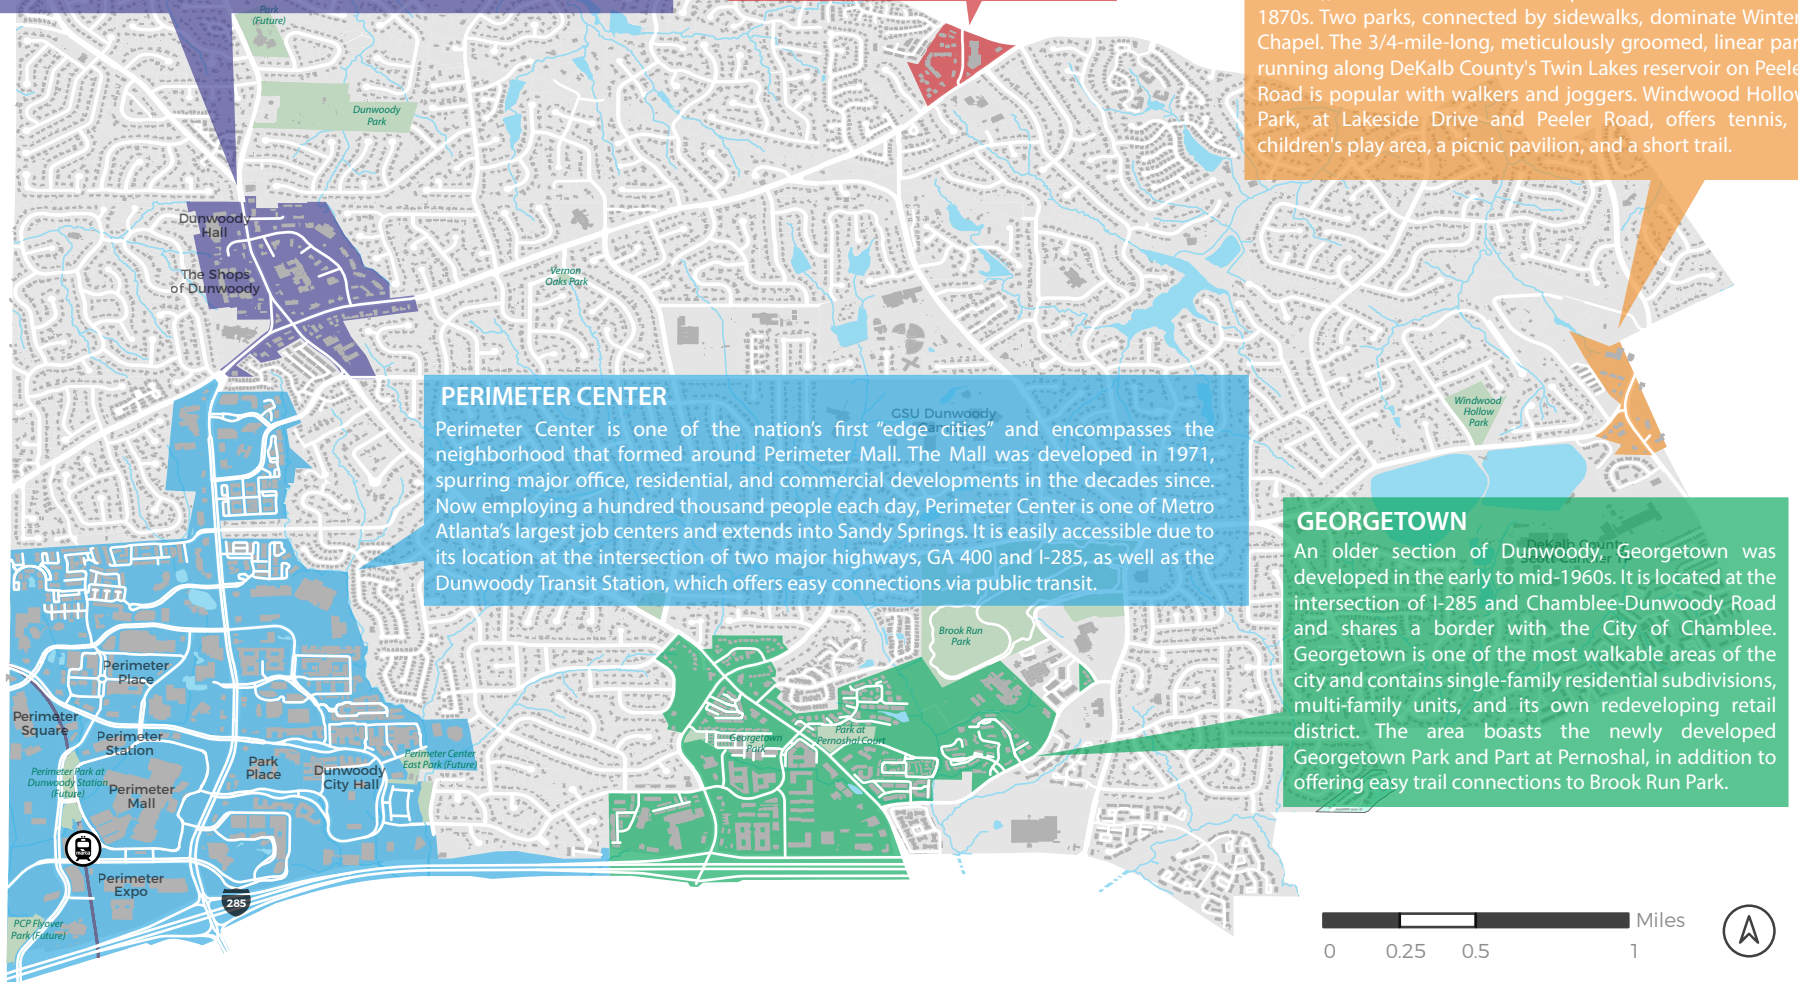 Park
(Future)
1870s. Two parks, connected by sidewalks, dominate Winter
Chapel. The 3/4-mile-long, meticulously groomed, linear par
running along DeKalb County's Twin Lakes reservoir on Peele
Road is popular with walkers and joggers. Windwood Hollow
Park, at Lakeside Drive and Peeler Road, offers tennis,
children's play area, a picnic pavilion, and a short trail.
Dunwoody
Park
Dunwoody
Hall
The Shops
of Dunwoody
Vernon
Oaks Park
PERIMETER CENTER
Perimeter Center is one of the nation's first “edge cities” and encompasses the
neighborhood that formed around Perimeter Mall. The Mall was developed in 1971,
spurring major office, residential, and commercial developments in the decades since.
Now employing a hundred thousand people each day, Perimeter Center is one of Metro
Atlanta's largest job centers and extends into Sandy Springs. It is easily accessible due to
its location at the intersection of two major highways, GA 400 and I-285, as well as the
Dunwoody Transit Station, which offers easy connections via public transit.
GSU Dunwoody
Windwood
Hollow
Park
GEORGETOWN
An older section of Dunwoody, Georgetown was
developed in the early to mid-1960s. It is located at the
intersection of I-285 and Chamblee-Dunwoody Road
and shares a border with the City of Chamblee.
Georgetown is one of the most walkable areas of the
city and contains single-family residential subdivisions,
multi-family units, and its own redeveloping retail
district. The area boasts the newly developed
Georgetown Park and Part at Pernoshal, in addition to
offering easy trail connections to Brook Run Park.
DeKalb County
Brook Run
Park
Perimeter
Place
Perimeter
Square
Perimeter
Station
Park
Place
Dunwoody
City Hall
Perimeter Center
East Park (Future)
Georgetown
Park
Park at
Pernoshal Court
Perimeter Park at
Dunwoody Station
(Future)
Perimeter
Mall
marta
Perimeter
Expo
285
PCP Flyover
Park (Future)
Miles
0 0.25 0.5 1